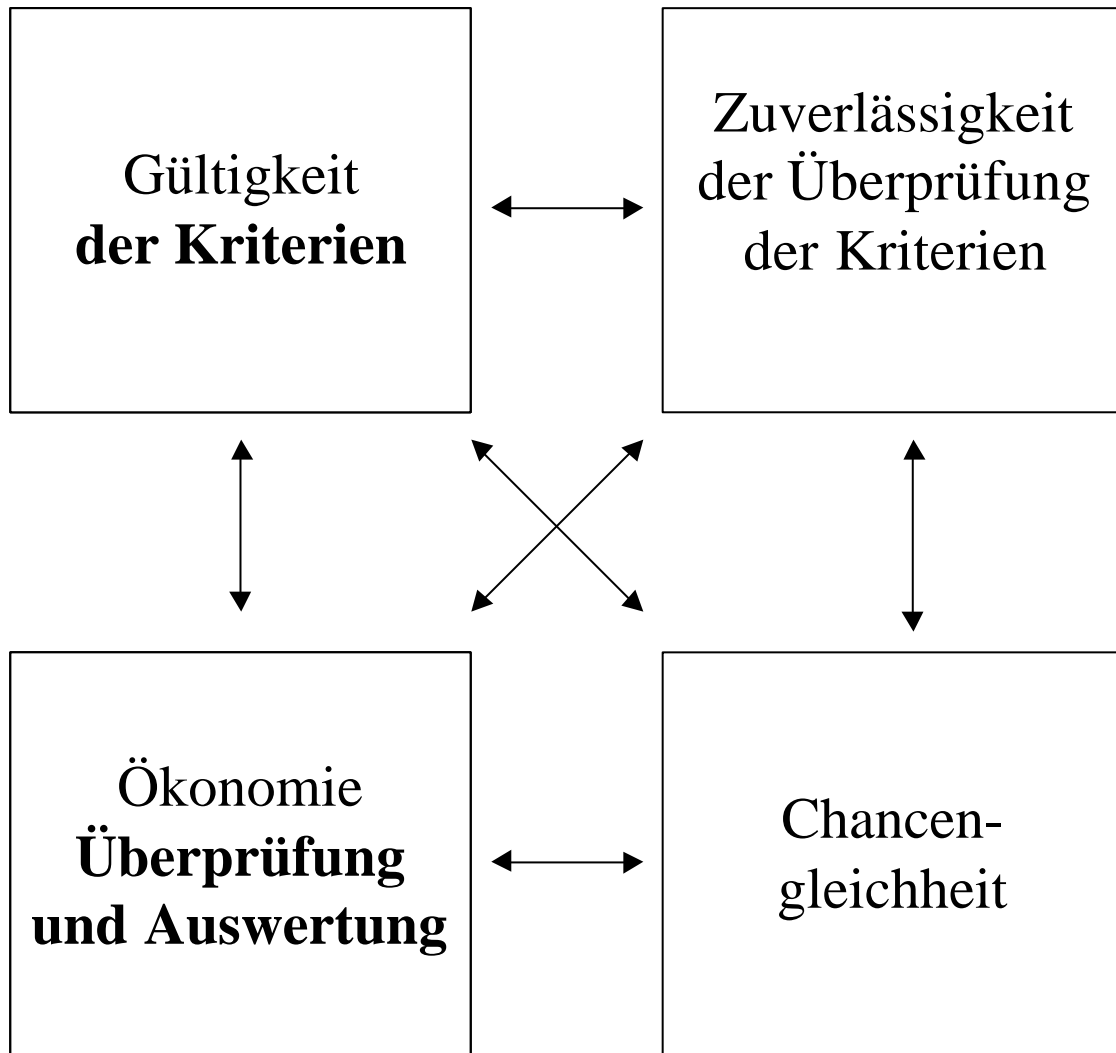 Gültigkeit
der Kriterien
Zuverlässigkeit
der Überprüfung
der Kriterien
Ökonomie
Überprüfung
und Auswertung
Chancen-
gleichheit